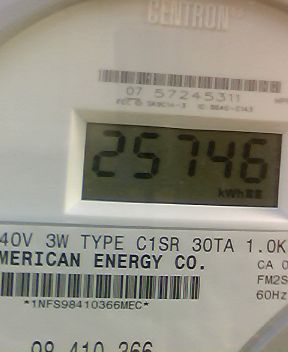 CENTRON®
07 57245311
25746
kWh
40V 3W TYPE C1SR 30TA 1.0K
MERICAN ENERGY CO.
CA 0
FM2S
60Hz
*1NFS98410366MEC*
98 410 366